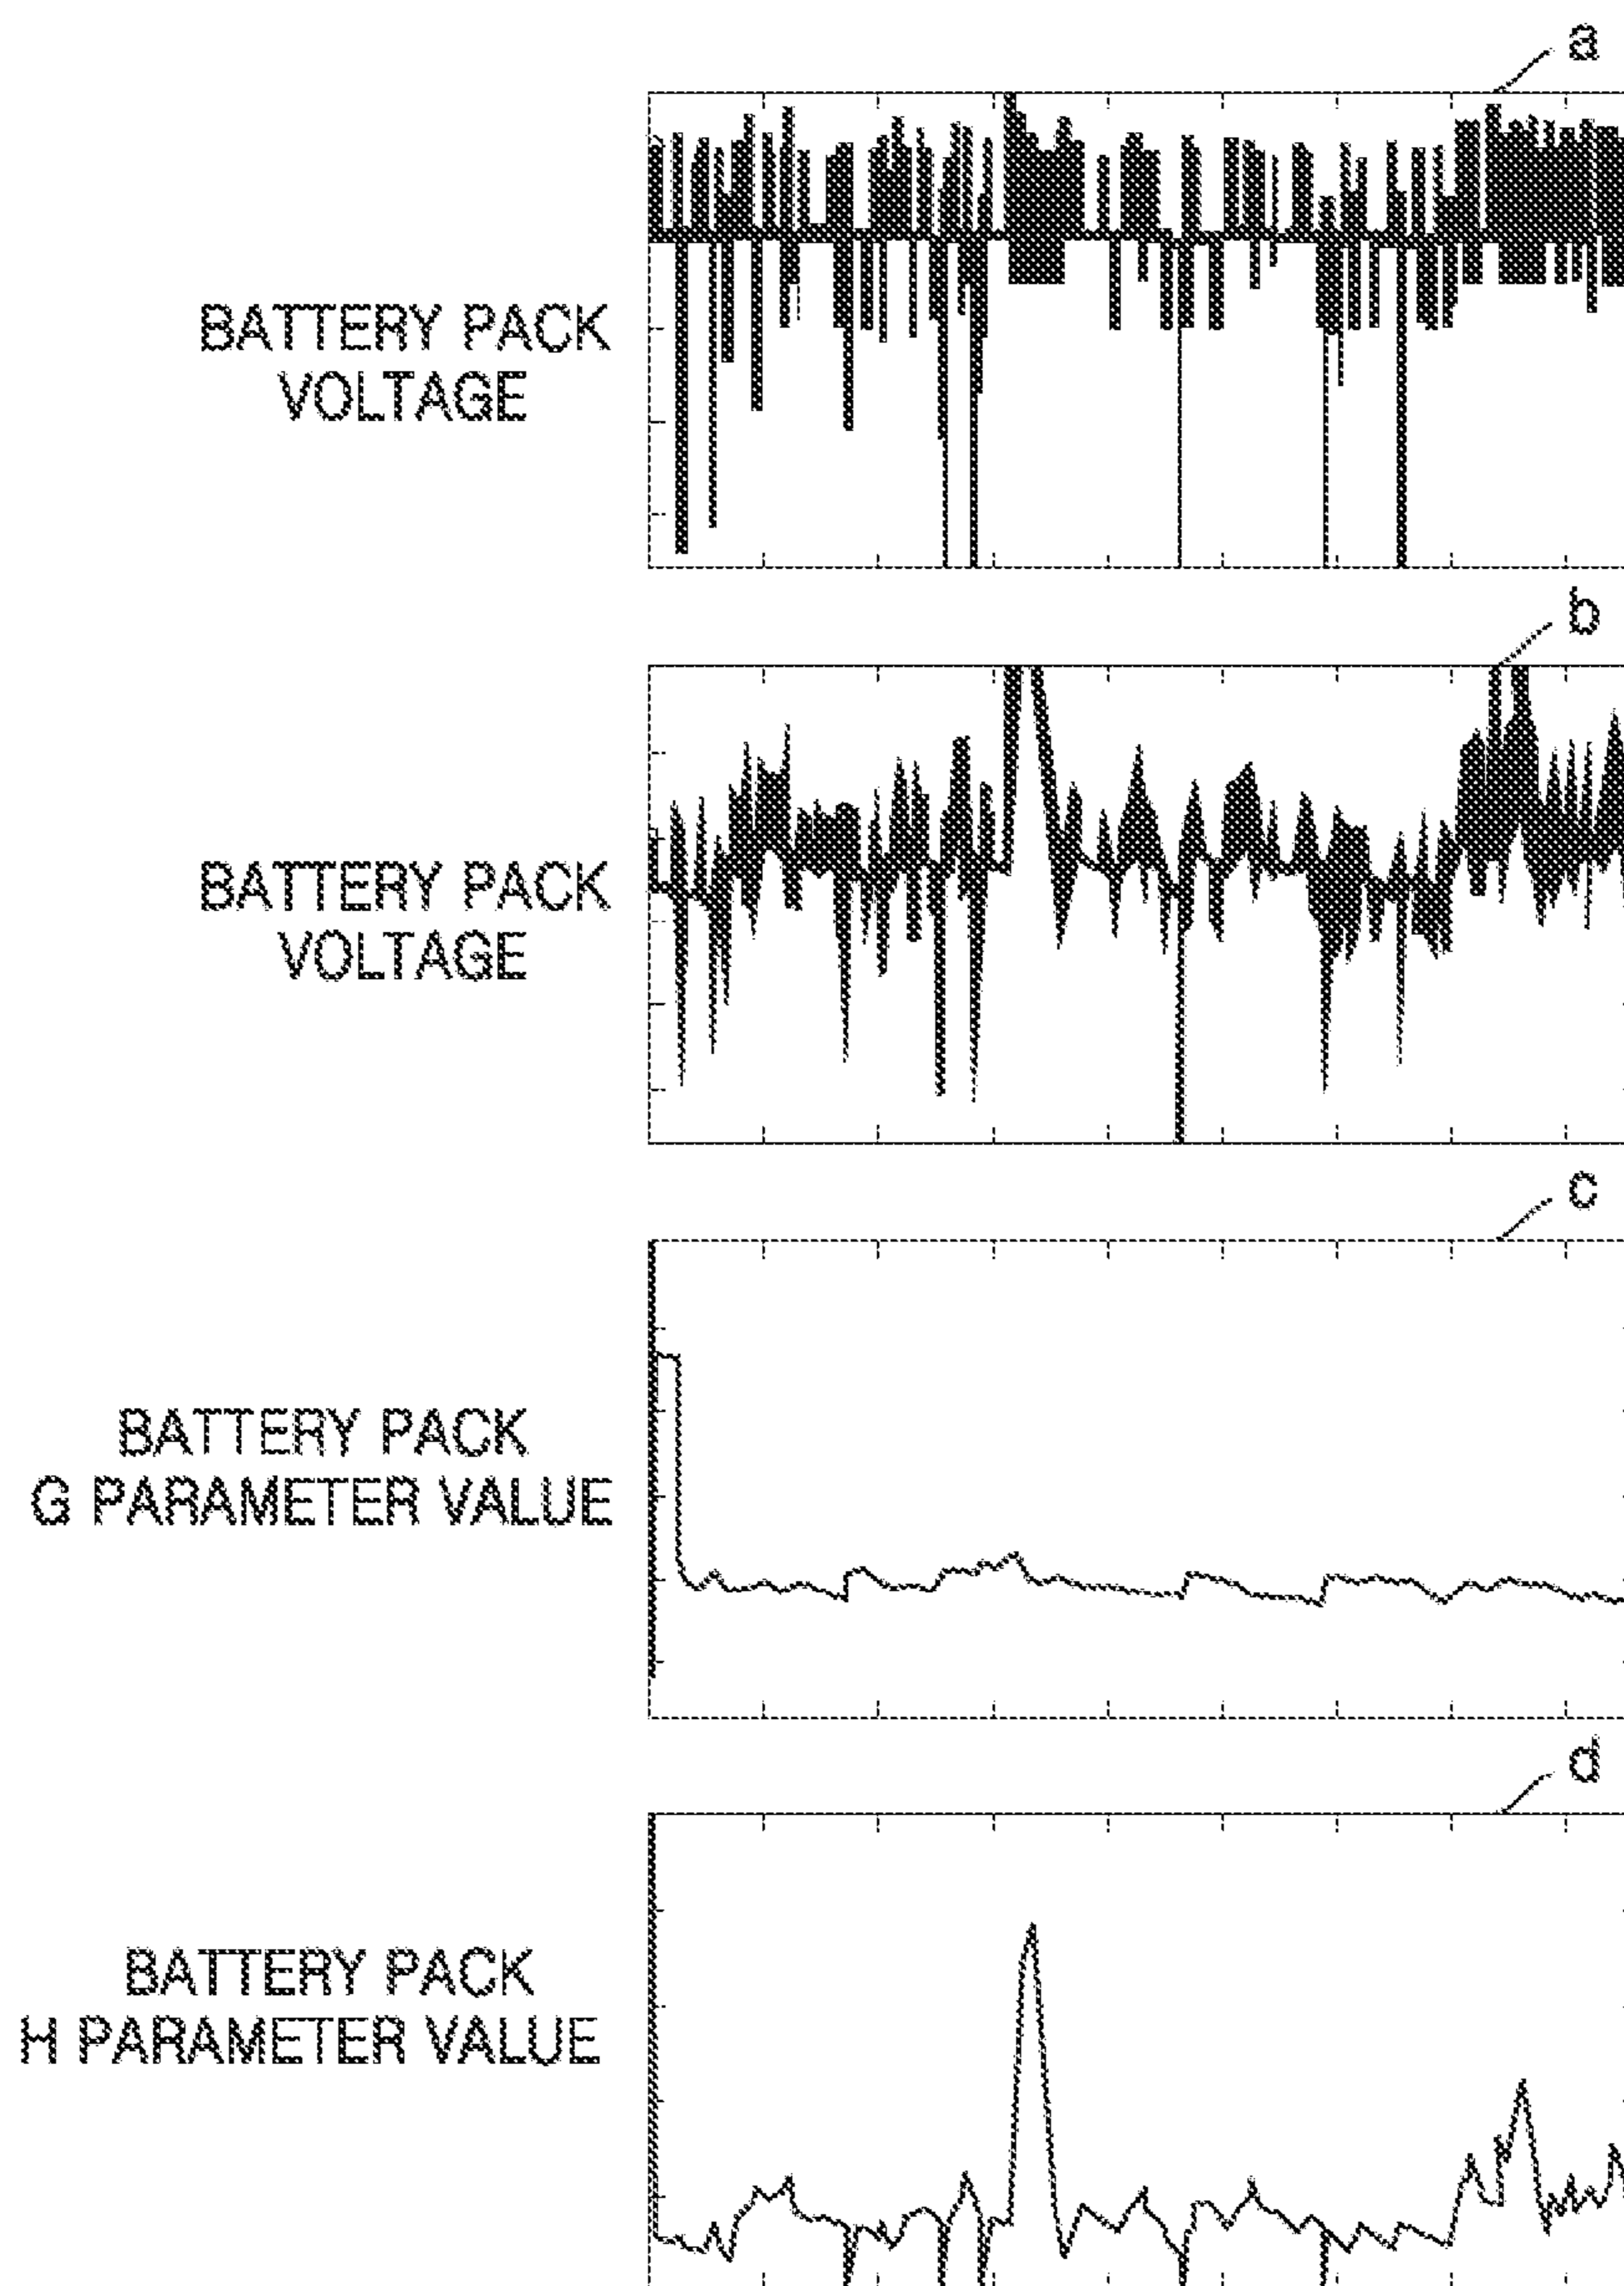 a
BATTERY PACK
VOLTAGE
b
BATTERY PACK
VOLTAGE
c
BATTERY PACK
G PARAMETER VALUE
d
BATTERY PACK
H PARAMETER VALUE